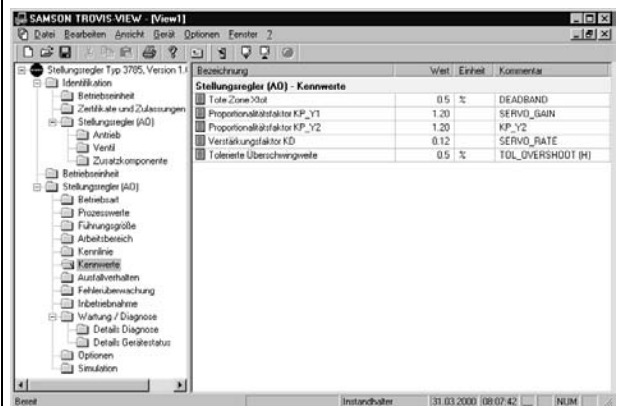 SAMSON TROVIS-VIEW - [View1]
Datei Bearbeiten Ansicht Gerät Optionen Fenster ?
Stellungsregler Typ 3785, Version 1.
Identifikation
Betriebseinheit
Zertifikate und Zulassungen
Stellungsregler (AO)
Antrieb
Ventil
Zusatzkomponente
Betriebseinheit
Stellungsregler (AO)
Betriebsart
Prozesswerte
Führungsgröße
Arbeitsbereich
Kennlinie
Kennwerte
Ausfallverhalten
Fehlerüberwachung
Inbetriebnahme
Wartung / Diagnose
Details Diagnose
Details Gerätestatus
Optionen
Simulation
Bezeichnung Wert Einheit Kommentar
Stellungsregler (AO) - Kennwerte
Tote Zone Xtot 0.5 % DEADBAND
Proportionalitätsfaktor KP_Y1 1.20 SERVO_GAIN
Proportionalitätsfaktor KP_Y2 1.20 KP_Y2
Verstärkungsfaktor KD 0.12 SERVO_RATE
Tolerierte Überschwingweite 0.5 % TOL_OVERSHOOT (H)
Bereit Instandhalter 31.03.2000 08:07:42 NUM